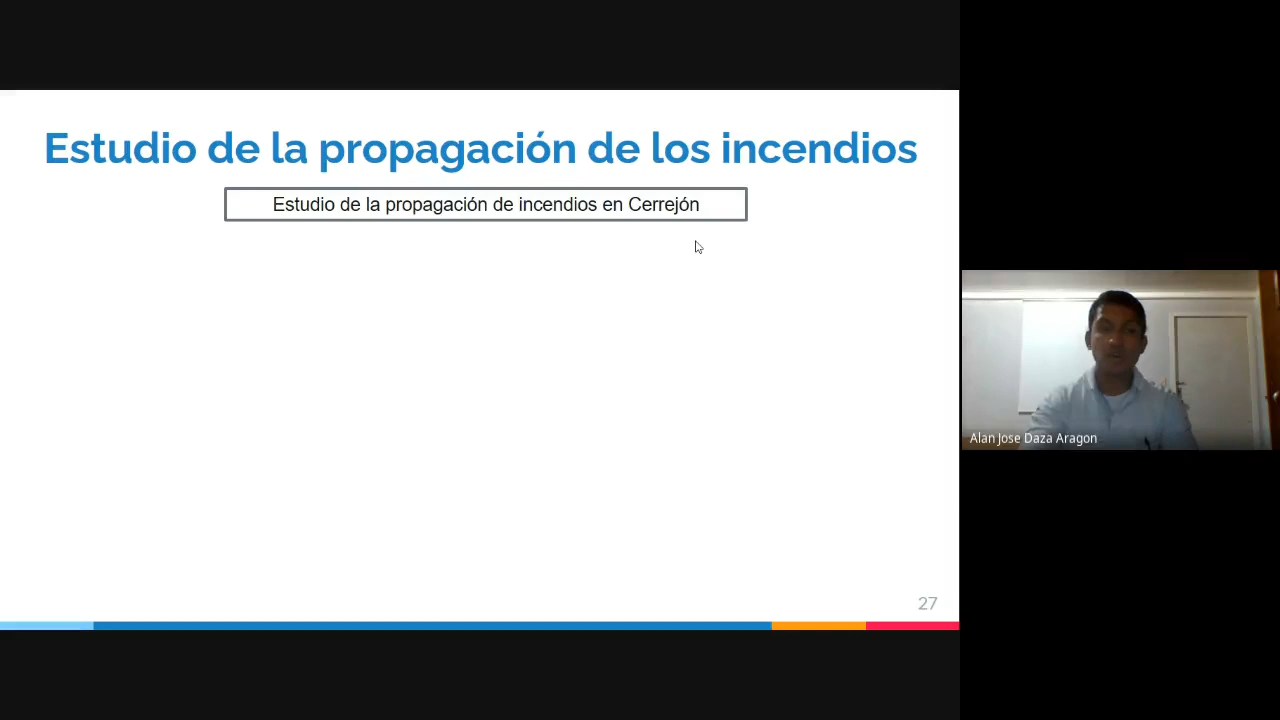 Estudio de la propagación de los incendios
Estudio de la propagación de incendios en Cerrejón
Alan Jose Daza Aragon
27